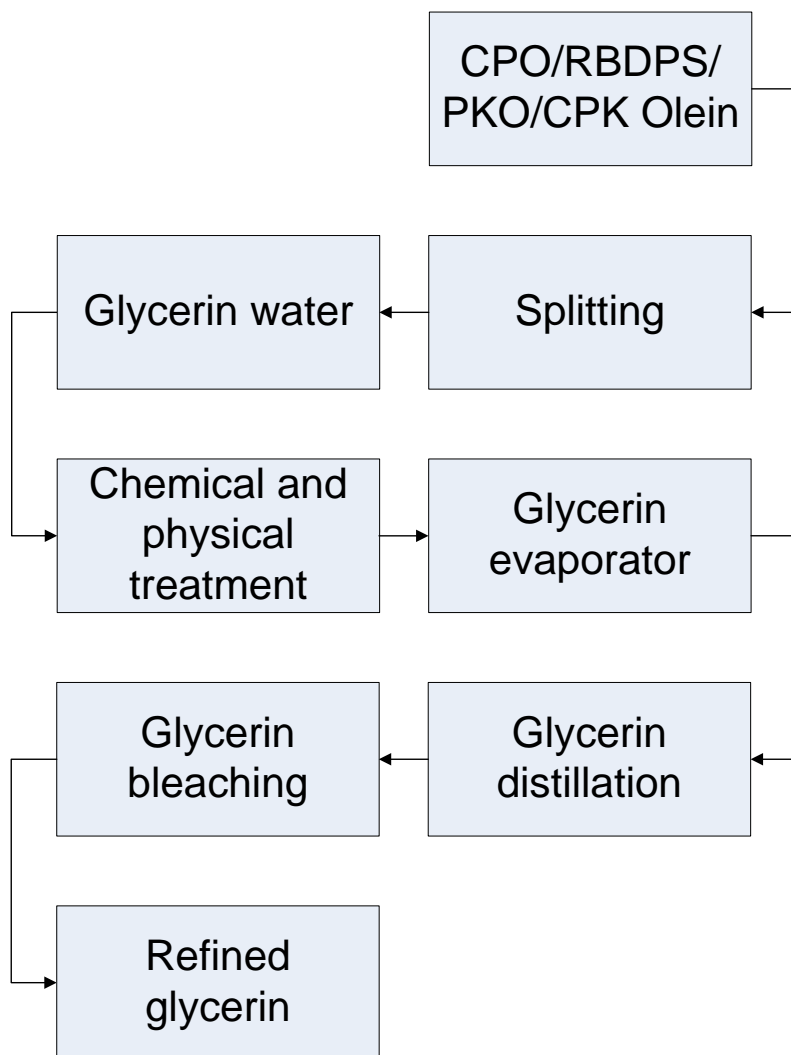 CPO/RBDPS/
PKO/CPK Olein
Splitting
Glycerin water
Chemical and
physical
treatment
Glycerin
evaporator
Glycerin
distillation
Glycerin
bleaching
Refined
glycerin